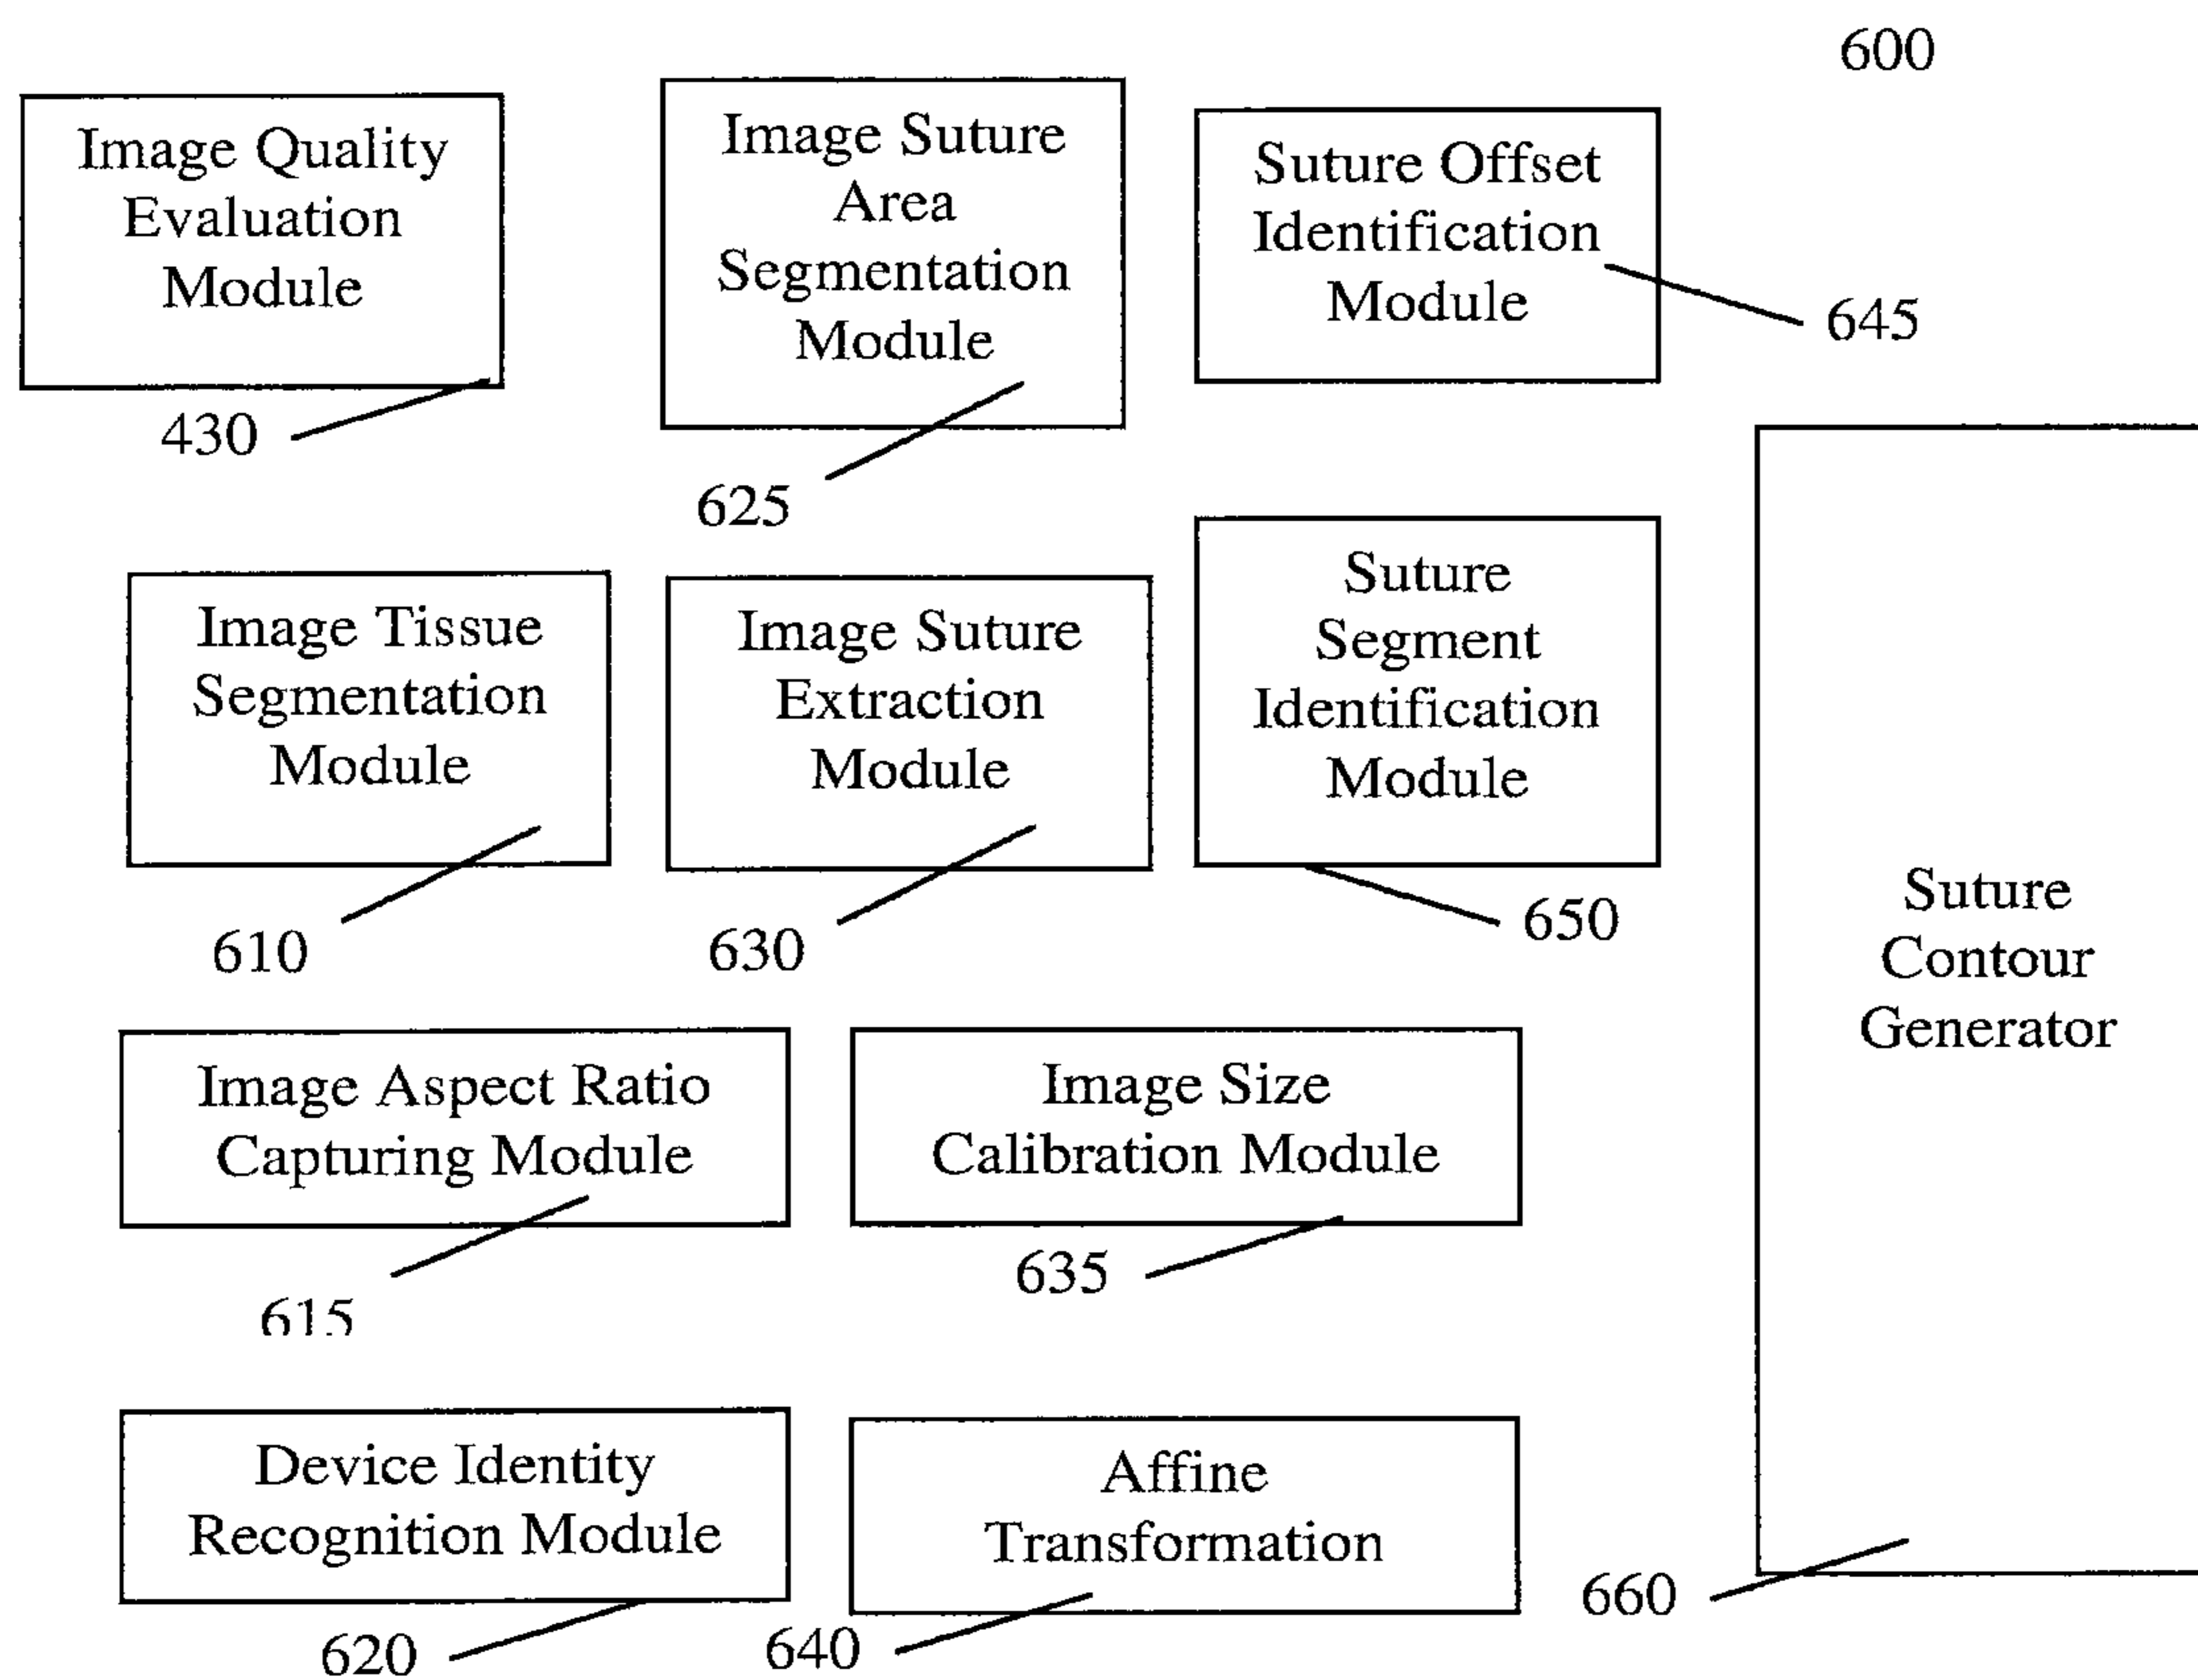 600
Image Quality
Evaluation
Module
430
Image Suture
Area
Segmentation
Module
625
Suture Offset
Identification
Module
645
Image Tissue
Segmentation
Module
610
Image Suture
Extraction
Module
630
Suture
Segment
Identification
Module
650
Suture
Contour
Generator
660
Image Aspect Ratio
Capturing Module
615
Image Size
Calibration Module
635
Device Identity
Recognition Module
620
Affine
Transformation
640